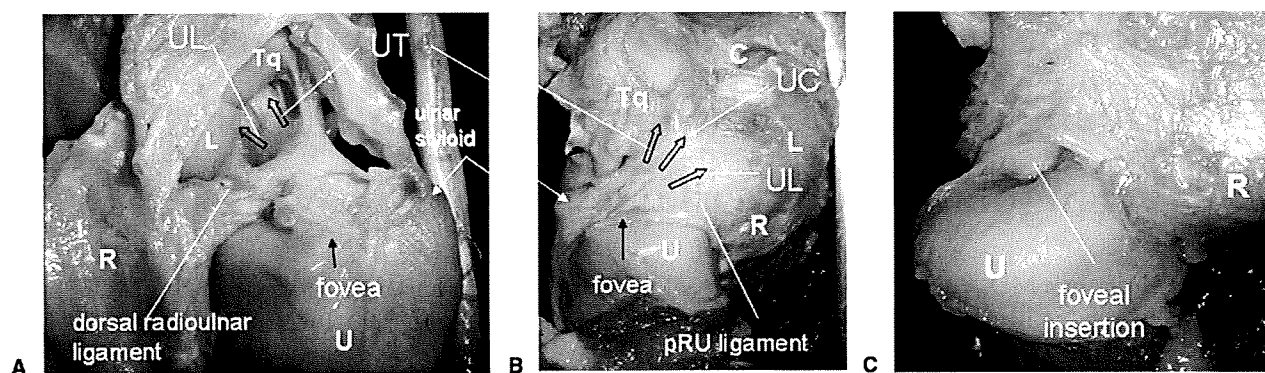 UL
UT
Tq
L
ulnar
styloid
R
fovea
dorsal radioulnar
ligament
U
A
C
Tq
UC
L
UL
R
U
fovea
pRU ligament
B
R
U
foveal
insertion
C